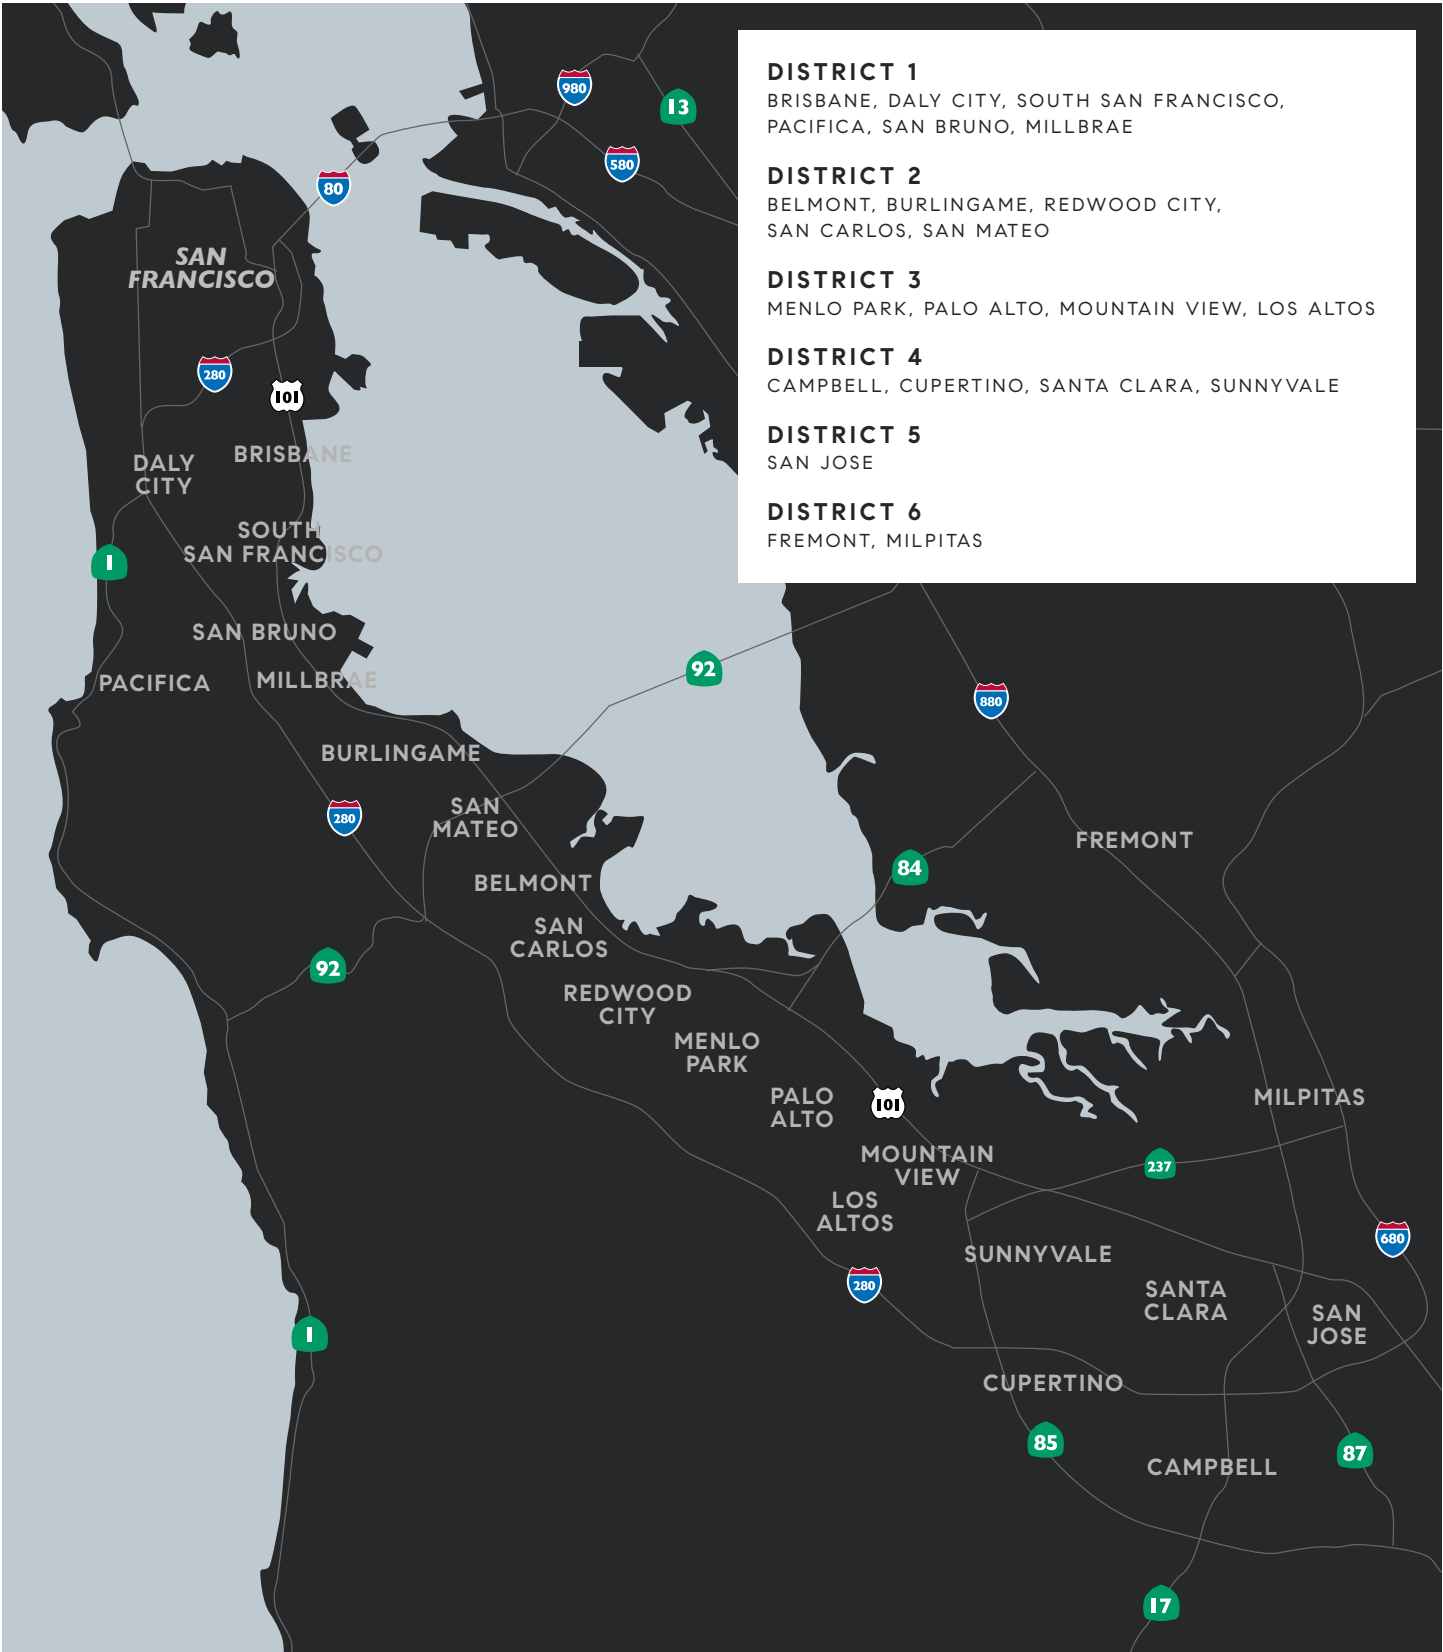 DISTRICT 1
BRISBANE, DALY CITY, SOUTH SAN FRANCISCO,
PACIFICA, SAN BRUNO, MILLBRAE
DISTRICT 2
BELMONT, BURLINGAME, REDWOOD CITY,
SAN CARLOS, SAN MATEO
DISTRICT 3
MENLO PARK, PALO ALTO, MOUNTAIN VIEW, LOS ALTOS
DISTRICT 4
CAMPBELL, CUPERTINO, SANTA CLARA, SUNNYVALE
DISTRICT 5
SAN JOSE
DISTRICT 6
FREMONT, MILPITAS
980
13
580
80
SAN
FRANCISCO
280
101
BRISBANE
DALY
CITY
SOUTH
SAN FRANCISCO
1
SAN BRUNO
PACIFICA
MILLBRAE
92
880
BURLINGAME
280
SAN
MATEO
FREMONT
84
BELMONT
SAN
CARLOS
92
REDWOOD
CITY
MENLO
PARK
PALO
ALTO
101
MILPITAS
MOUNTAIN
VIEW
237
LOS
ALTOS
680
SUNNYVALE
280
SANTA
CLARA
SAN
JOSE
1
CUPERTINO
85
87
CAMPBELL
17